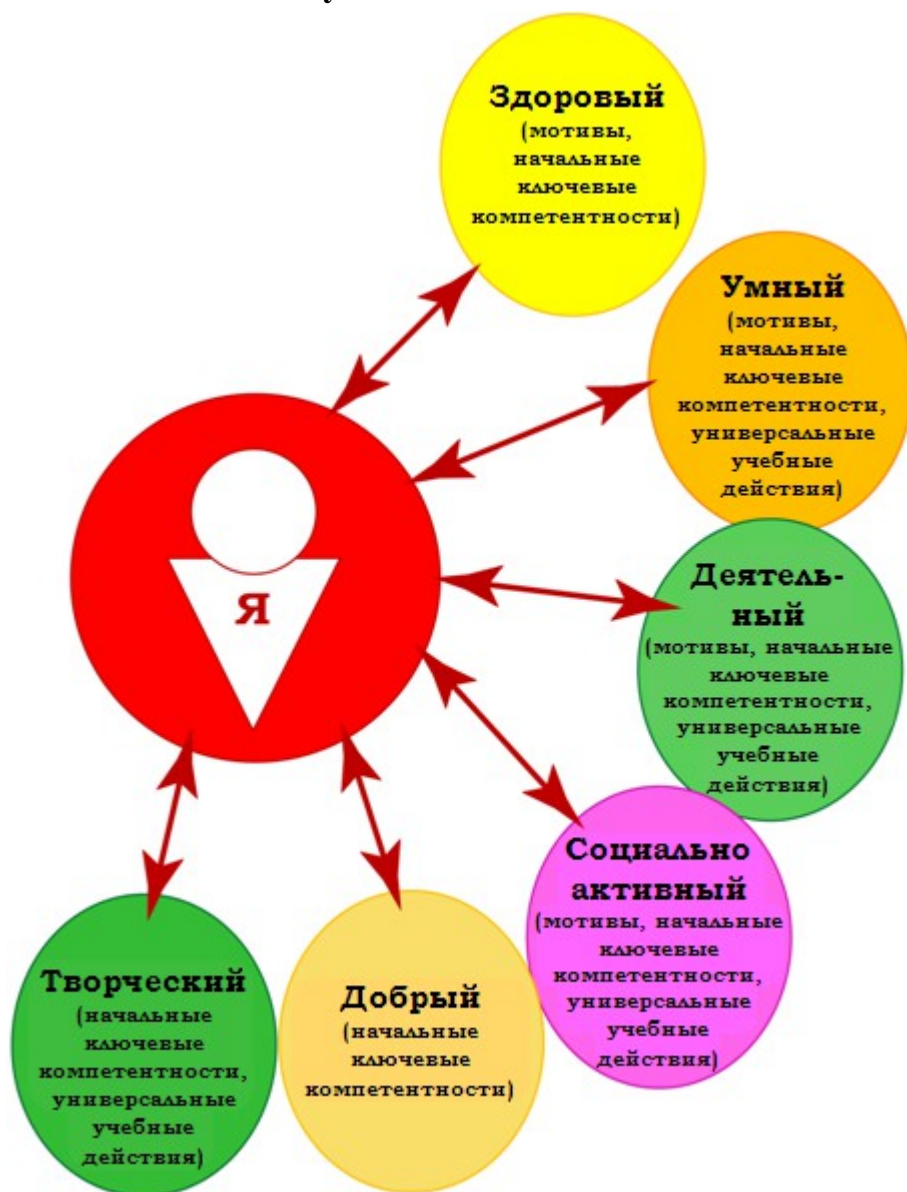 Здоровый
(мотивы,
начальные
ключевые
компетентности)
Умный
(мотивы,
начальные
ключевые
компетентности,
универсальные
учебные
действия)
Деятель-
ный
(мотивы, начальные
ключевые
компетентности,
универсальные
учебные
действия)
Социально
активный
(мотивы, начальные
ключевые
компетентности,
универсальные
учебные
действия)
Добрый
(начальные
ключевые
компетентности)
Творческий
(начальные
ключевые
компетентности,
универсальные
учебные
действия)
Я